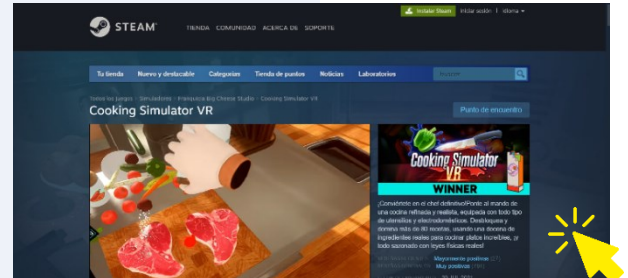 STEAM
TIENDA COMUNIDAD ACERCA DE SOPORTE
Instalar Steam iniciar sesión | idioma
Tu tienda Nuevo y destacable Categorías Tienda de puntos Noticias Laboratorios
Todos los juegos > Simuladores > Franquicia Big Cheese Studio > Cooking Simulator VR
Cooking Simulator VR
Punto de encuentro
Cooking Simulator
VR
WINNER
¡Conviértete en el chef definitivo!Ponte al mando de
una cocina refinada y realista, equipada con todo tipo
de utensilios y electrodomésticos. Desbloquea y
domina más de 80 recetas, usando una docena de
ingredientes reales para cocinar platos increíbles, ¡y
todo sazonado con leyes físicas reales!
Mayormente positivas
Muy positivas